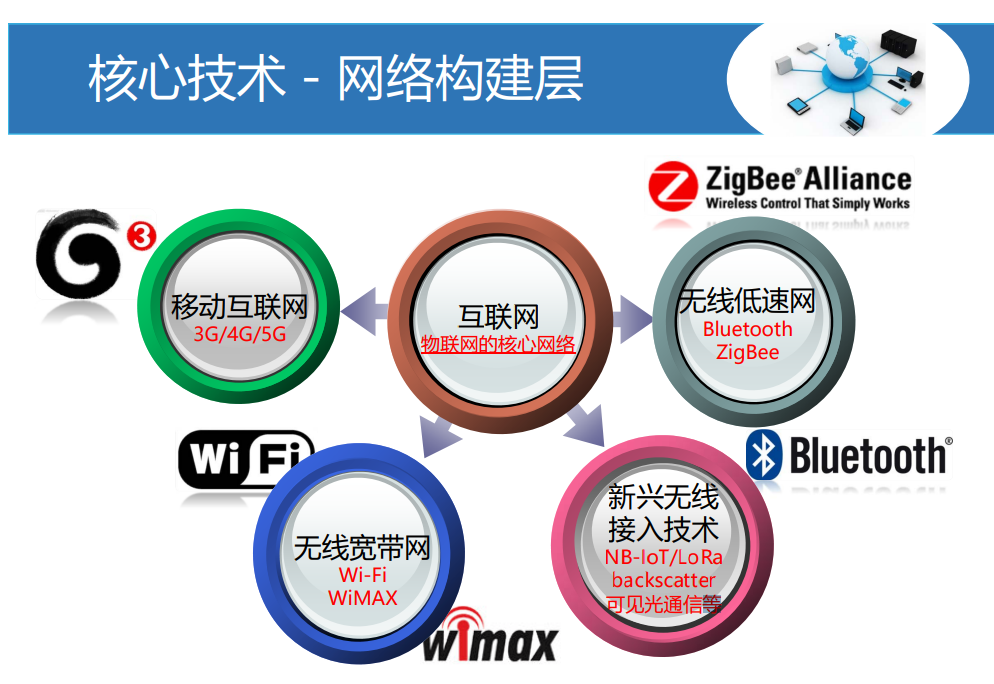 核心技术 - 网络构建层
ZigBee® Alliance
Wireless Control That Simply Works
3
移动互联网
3G/4G/5G
互联网
物联网的核心网络
无线低速网
Bluetooth
ZigBee
Wi Fi
Bluetooth®
无线宽带网
Wi-Fi
WiMAX
新兴无线
接入技术
NB-IoT/LoRa
backscatter
可见光通信等
wimax